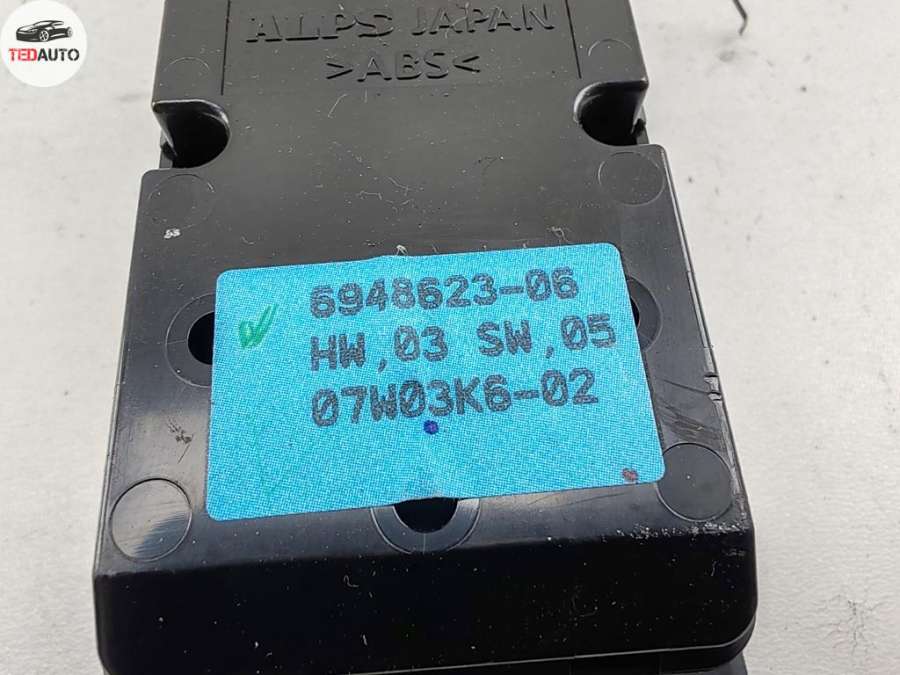 TEDAUTO
ALPS JAPAN
>ABS<
6948623-06
HW,03 SW,05
07W03K6-02